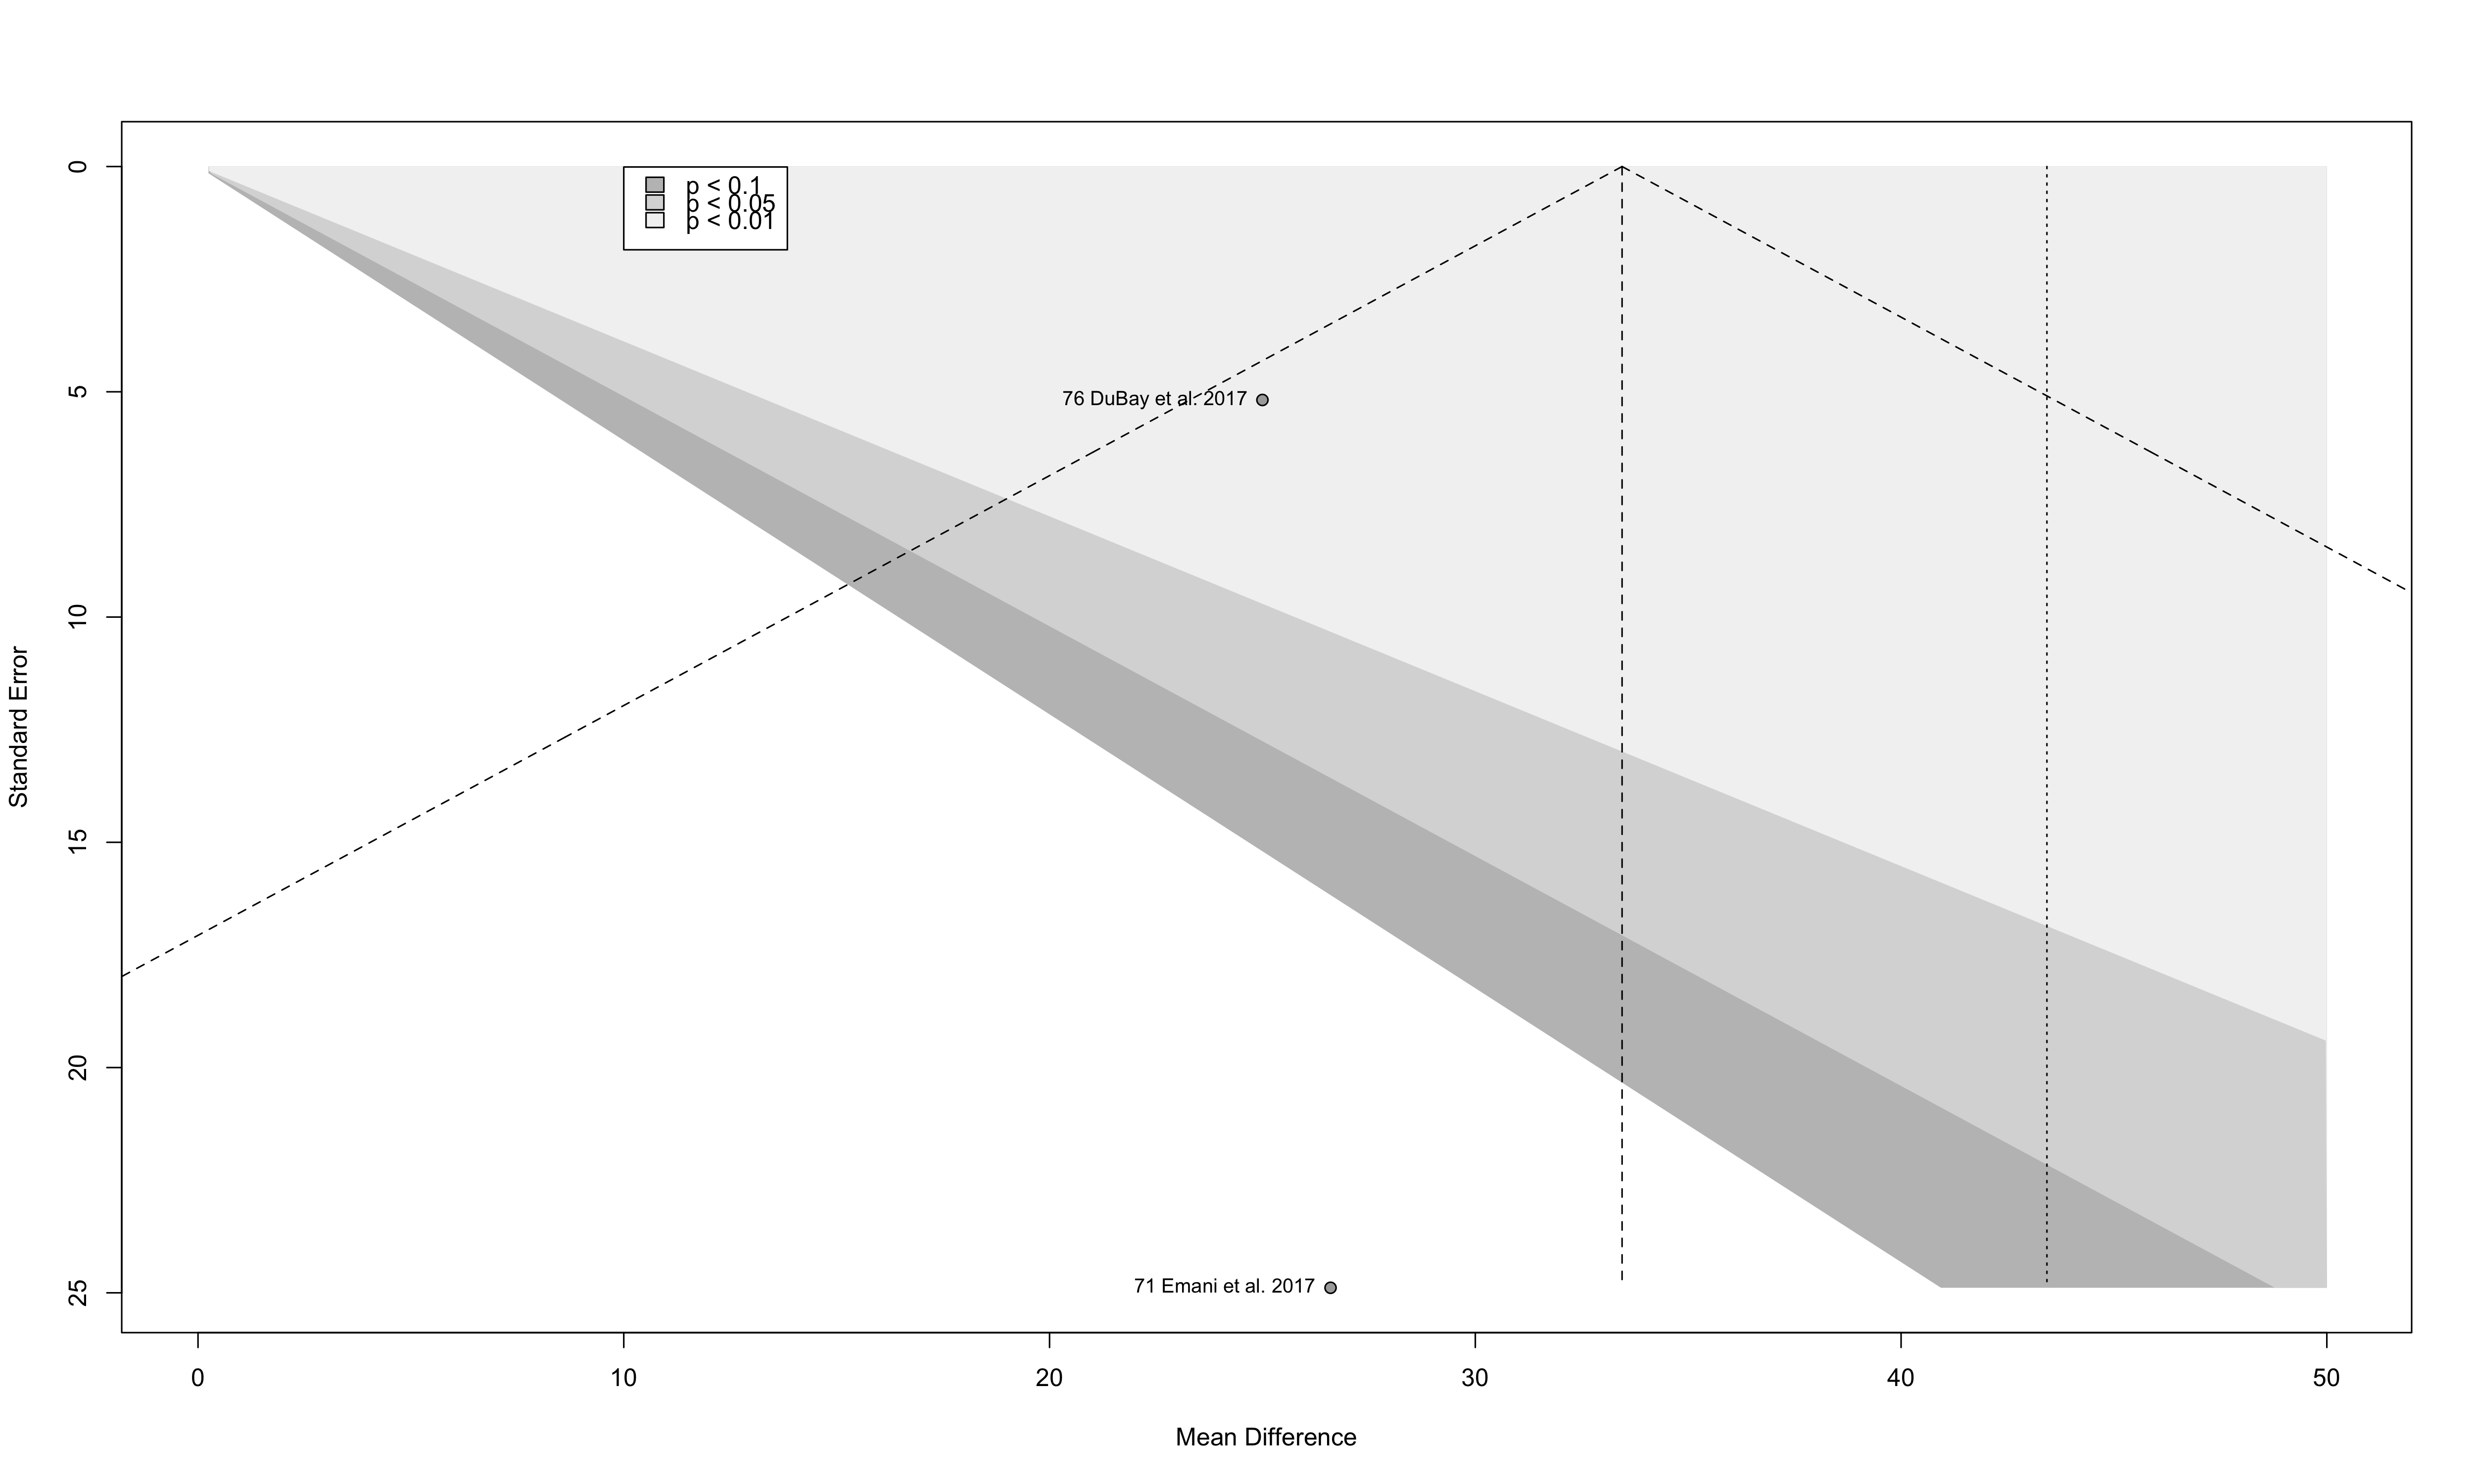 p < 0.1
p < 0.05
p < 0.01
76 DuBay et al. 2017
71 Emani et al. 2017
0
5
10
15
20
25
Standard Error
0
10
20
30
40
50
Mean Difference